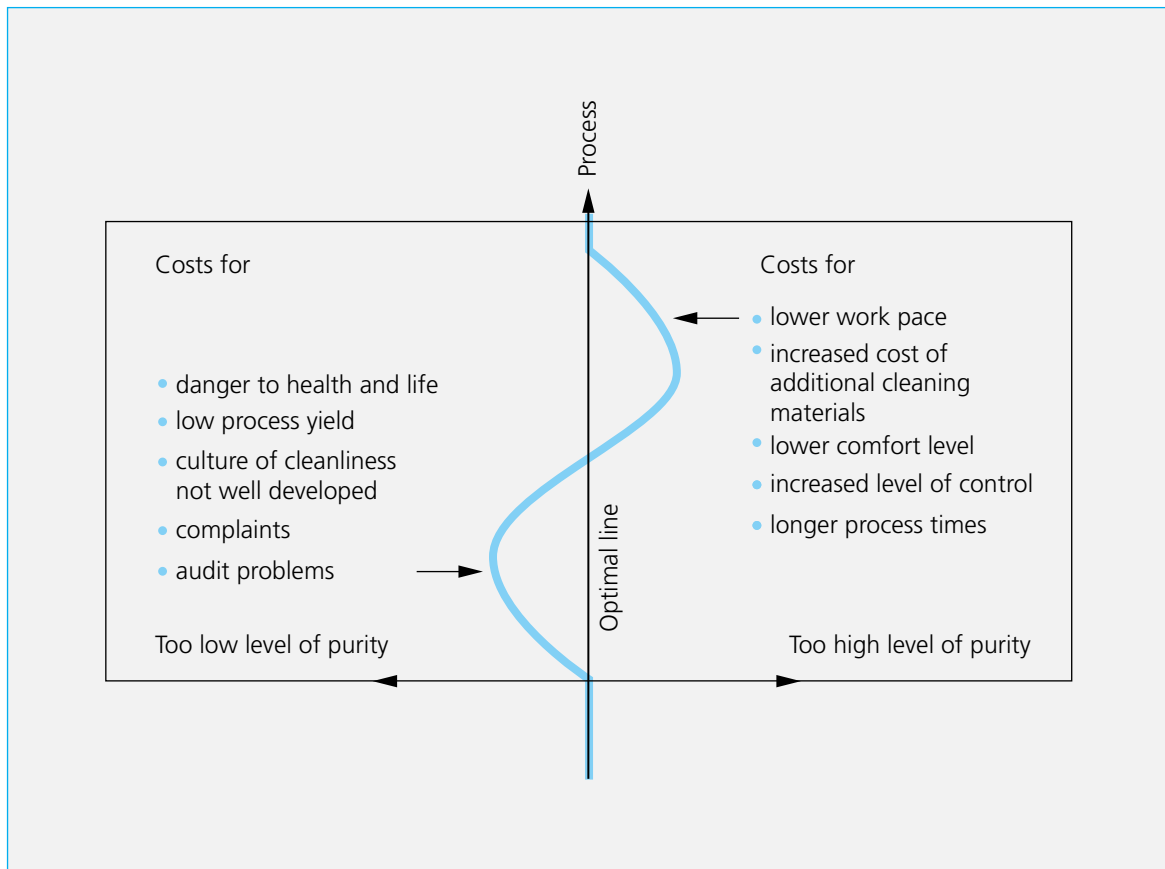 Process
Costs for
danger to health and life
low process yield
culture of cleanliness
not well developed
complaints
audit problems
Too low level of purity
Optimal line
Costs for
lower work pace
increased cost of
additional cleaning
materials
lower comfort level
increased level of control
longer process times
Too high level of purity